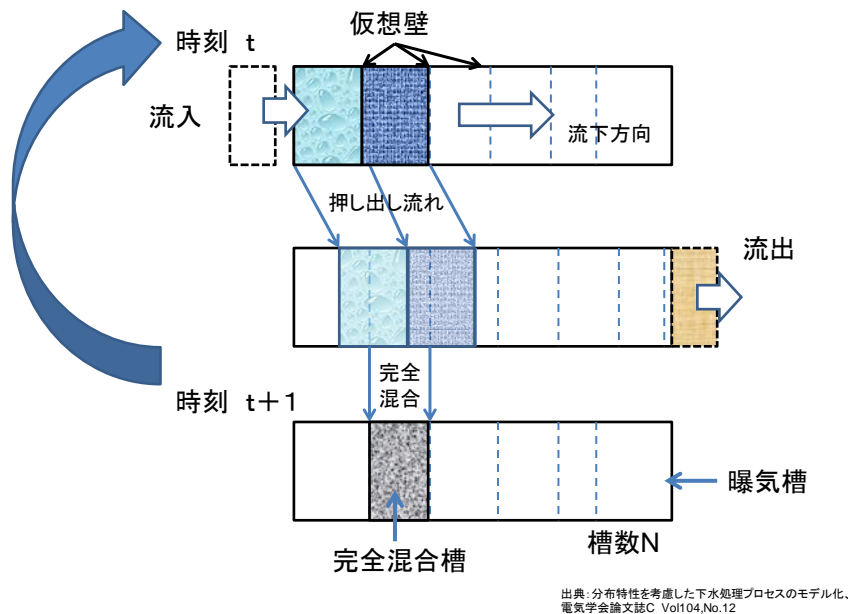 仮想壁
時刻 t
流入
流下方向
押し出し流れ
流出
完全
混合
時刻 t+1
曝気槽
完全混合槽
槽数N
出典:分布特性を考慮した下水処理プロセスのモデル化、
電気学会論文誌C Vol104,No.12